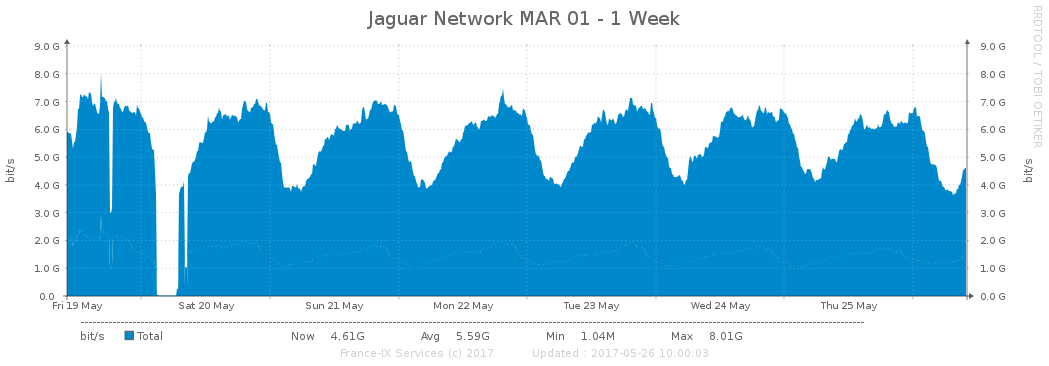 Jaguar Network MAR 01 - 1 Week
RRDTOOL / TOBI OETIKER
bit/s
9.0 G 9.0 G
8.0 G 8.0 G
7.0 G 7.0 G
6.0 G 6.0 G
5.0 G 5.0 G
4.0 G 4.0 G
3.0 G 3.0 G
2.0 G 2.0 G
1.0 G 1.0 G
0.0 0.0 G
bit/s
Fri 19 May Sat 20 May Sun 21 May Mon 22 May Tue 23 May Wed 24 May Thu 25 May
bit/s Total Now 4.61G Avg 5.59G Min 1.04M Max 8.01G
France-IX Services (c) 2017 Updated : 2017-05-26 10:00:03